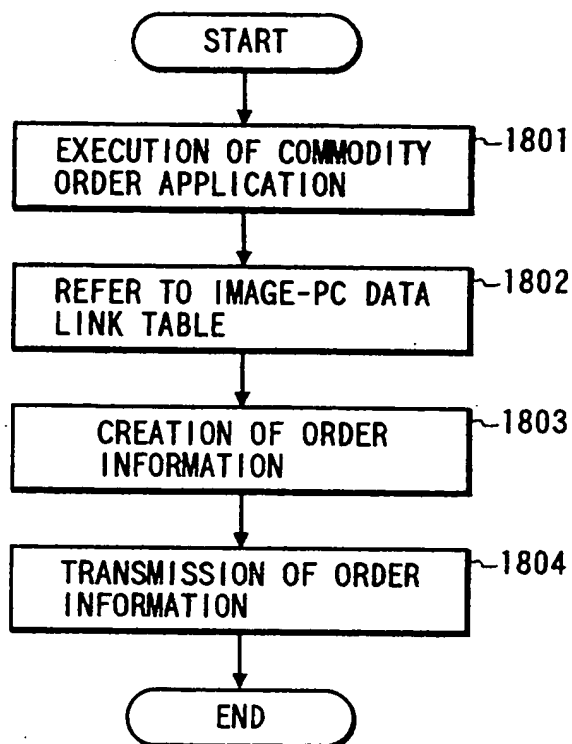 START
EXECUTION OF COMMODITY
ORDER APPLICATION
1801
REFER TO IMAGE-PC DATA
LINK TABLE
1802
CREATION OF ORDER
INFORMATION
1803
TRANSMISSION OF ORDER
INFORMATION
1804
END